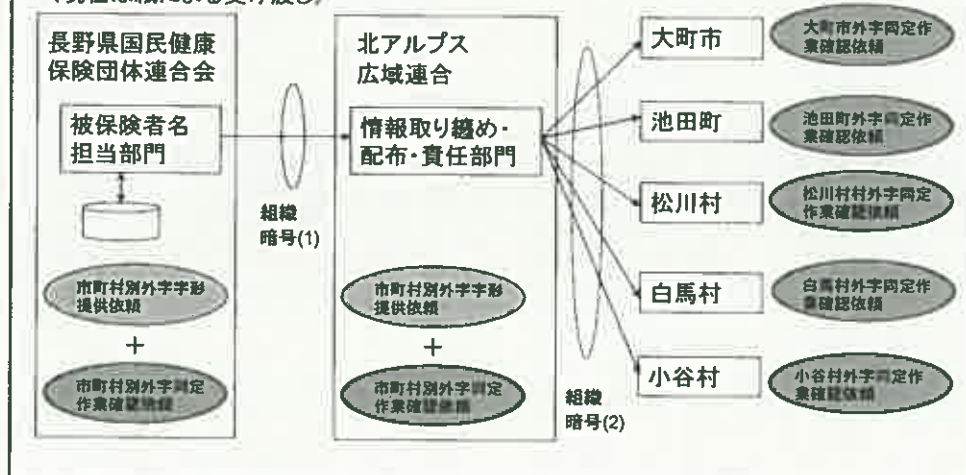 長野県国民健康
保険団体連合会
被保険者名
担当部門
市町村別外字字形
提供依頼
+
市町村別外字同定
作業確認依頼
組織
暗号(1)
北アルプス
広域連合
情報取り纏め・
配布・責任部門
市町村別外字字形
提供依頼
+
市町村別外字同定
作業確認依頼
組織
暗号(2)
大町市
大町市外字同定作
業確認依頼
池田町
池田町外字同定作
業確認依頼
松川村
松川村村外字同定
作業確認依頼
白馬村
白馬村外字同定作
業確認依頼
小谷村
小谷村外字同定作
業確認依頼